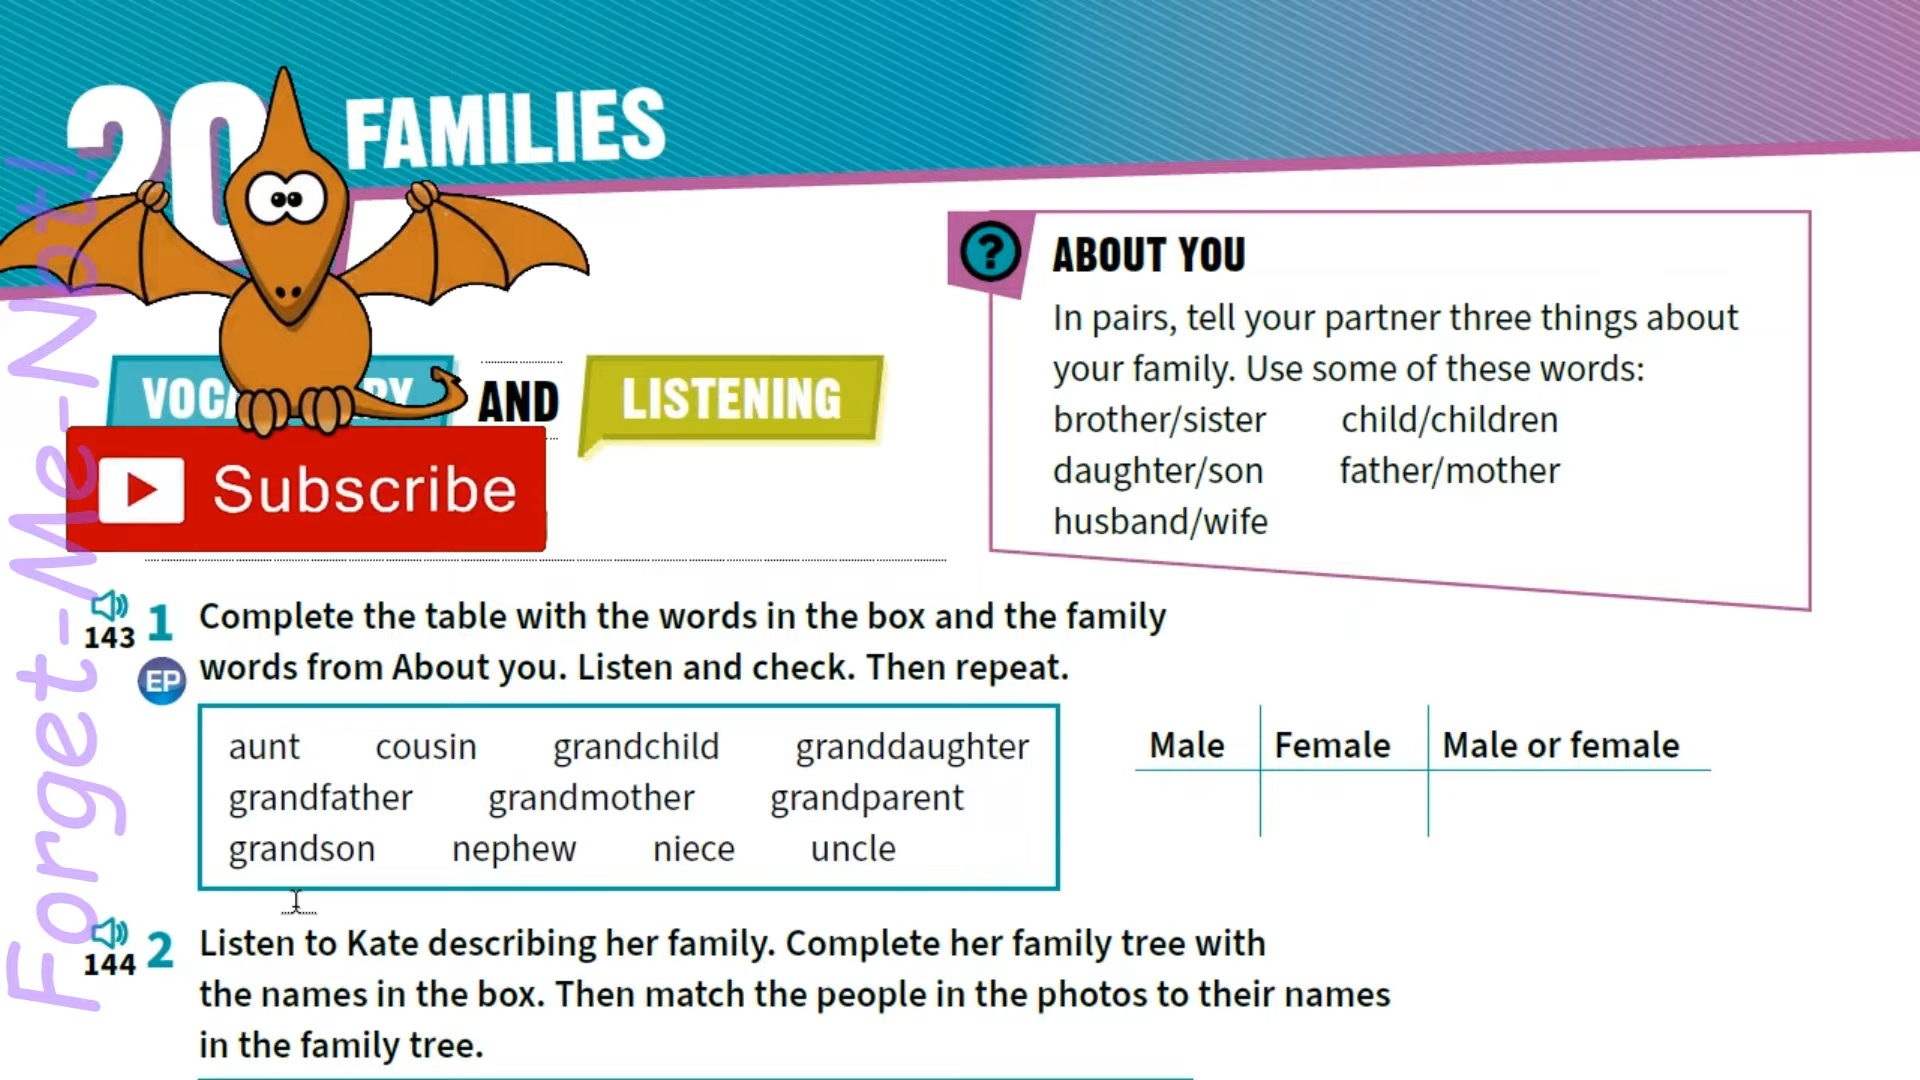 20 FAMILIES
AND
LISTENING
Subscribe
? ABOUT YOU
In pairs, tell your partner three things about
your family. Use some of these words:
brother/sister child/children
daughter/son father/mother
husband/wife
143 1 Complete the table with the words in the box and the family
EP words from About you. Listen and check. Then repeat.
aunt cousin grandchild granddaughter
grandfather grandmother grandparent
grandson nephew niece uncle
Male Female Male or female
144 2 Listen to Kate describing her family. Complete her family tree with
the names in the box. Then match the people in the photos to their names
in the family tree.
Forget-Me-Not!